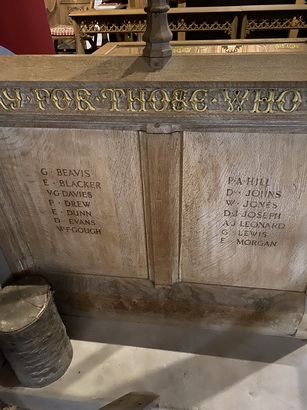 Y·FOR·THOSE·WHO
G · BEAVIS
E · BLACKER
V·G·DAVIES
P · DREW
E · DUNN
D · EVANS
W·F·GOUGH
P·A·HILL
D · JOHNS
W · JONES
D·J·JOSEPH
A·J·LEONARD
G · LEWIS
E · MORGAN